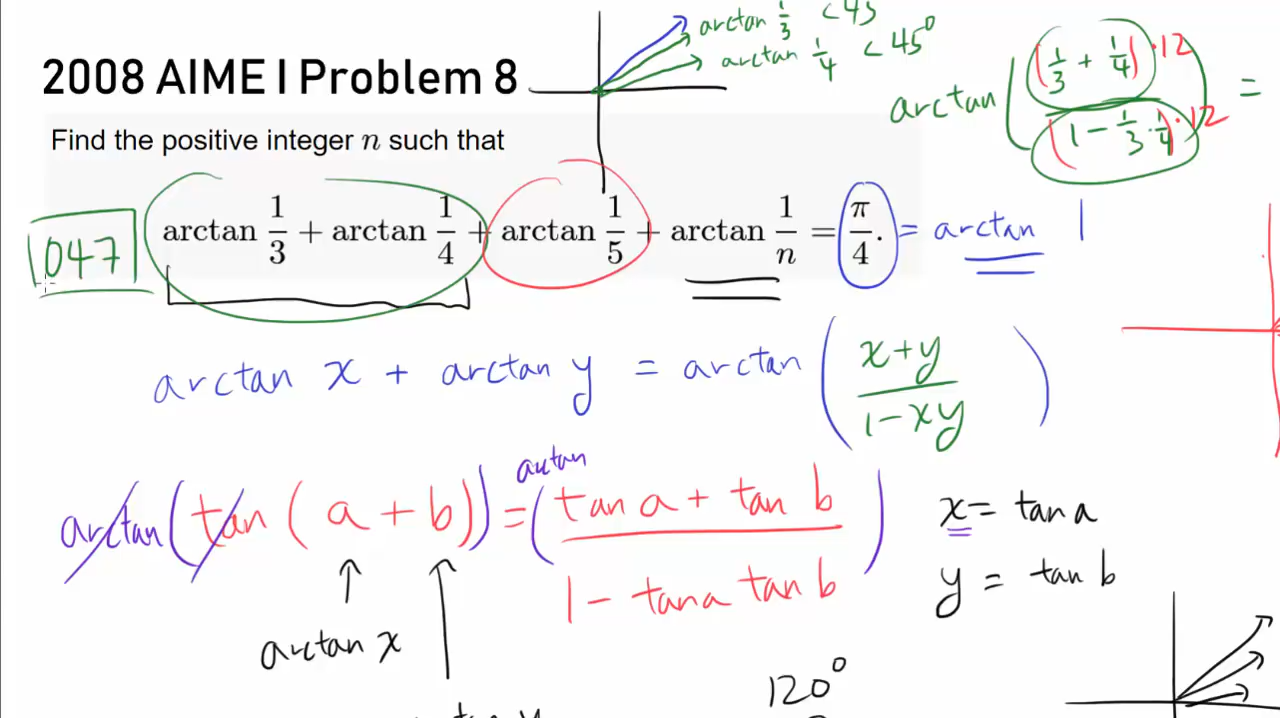 arctan 1/3 < 45
arctan 1/4 < 45°
arctan ( (1/3 + 1/4)·12 / (1 − 1/3 · 1/4)·12 ) =
2008 AIME I Problem 8
Find the positive integer n such that
arctan 1/3 + arctan 1/4 + arctan 1/5 + arctan 1/n = π/4. = arctan 1
047
arctan x + arctan y = arctan ( x+y / 1−xy )
arctan ( tan ( a + b ) ) = arctan ( tan a + tan b / 1 − tan a tan b )
x = tan a
y = tan b
arctan x
120°